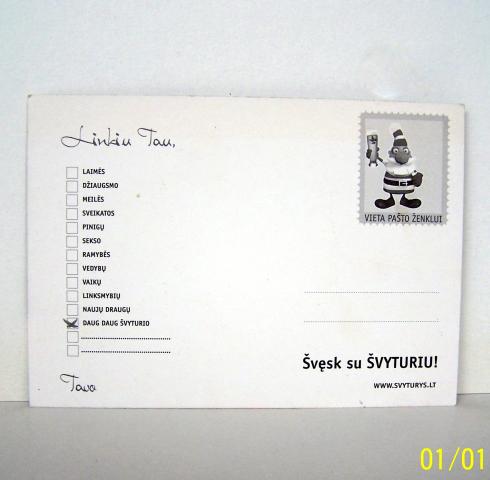 Linkiu Tau,
LAIMĖS
DŽIAUGSMO
MEILĖS
SVEIKATOS
PINIGŲ
SEKSO
RAMYBĖS
VEDYBŲ
VAIKŲ
LINKSMYBIŲ
NAUJŲ DRAUGŲ
DAUG DAUG ŠVYTURIO
Tavo
VIETA PAŠTO ŽENKLUI
Švęsk su ŠVYTURIU!
WWW.SVYTURYS.LT
01/01